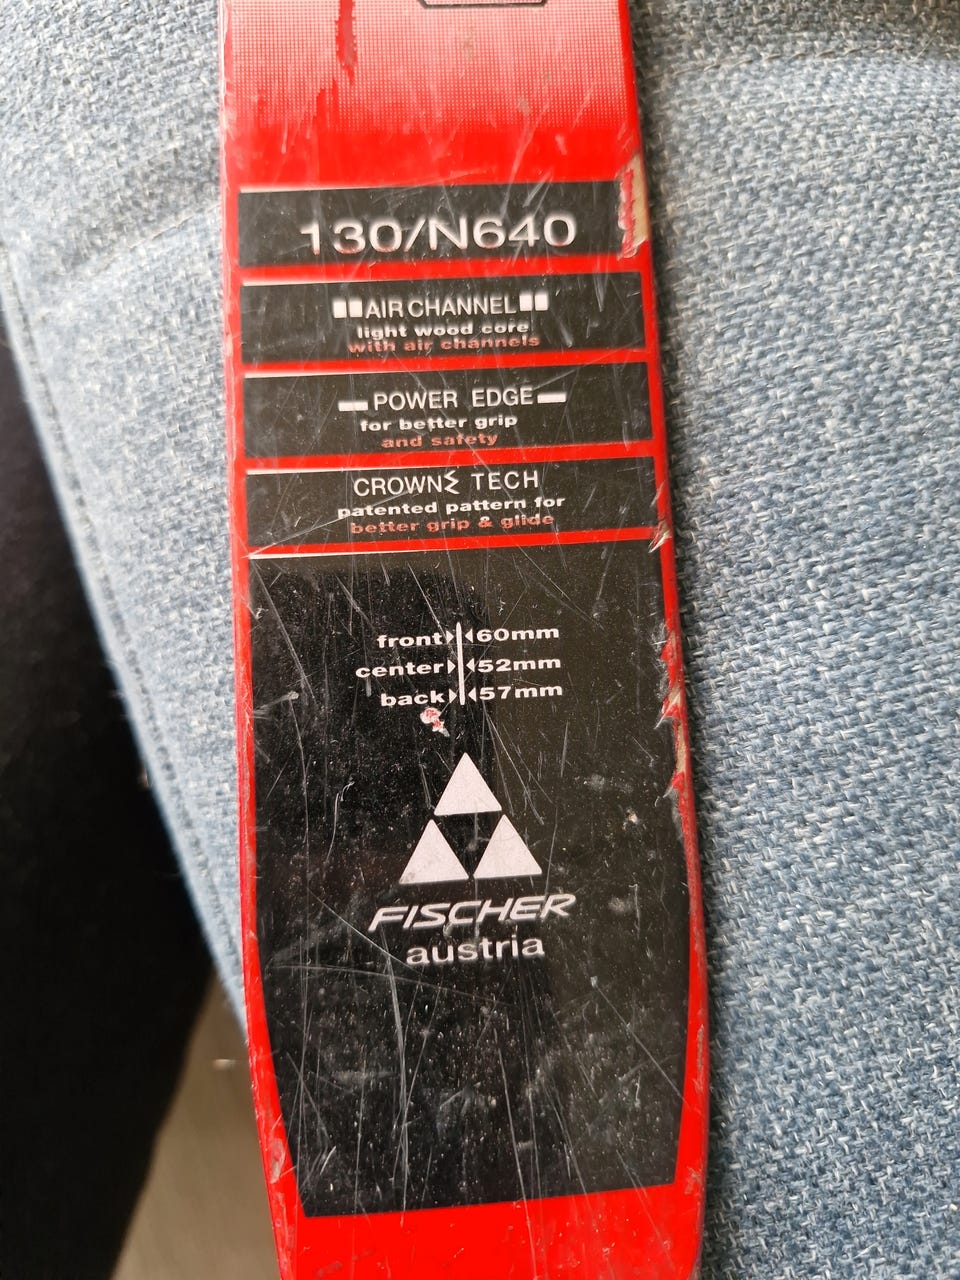 130/N640
AIR CHANNEL
light wood core
with air channels
POWER EDGE
for better grip
and safety
CROWN TECH
patented pattern for
better grip & glide
front 60mm
center 52mm
back 57mm
FISCHER
austria